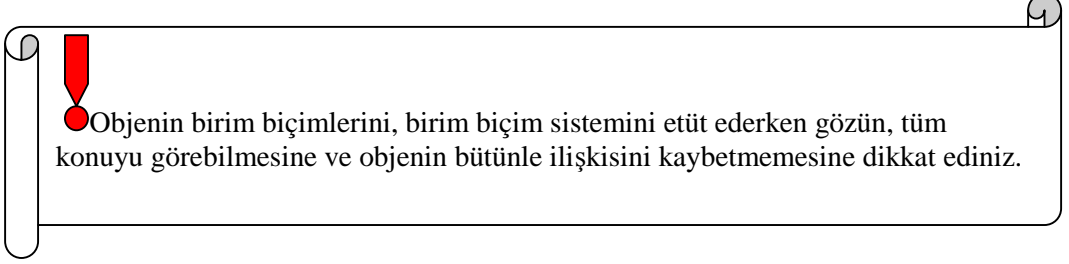 Objenin birim biçimlerini, birim biçim sistemini etüt ederken gözün, tüm
konuyu görebilmesine ve objenin bütünle ilişkisini kaybetmemesine dikkat ediniz.